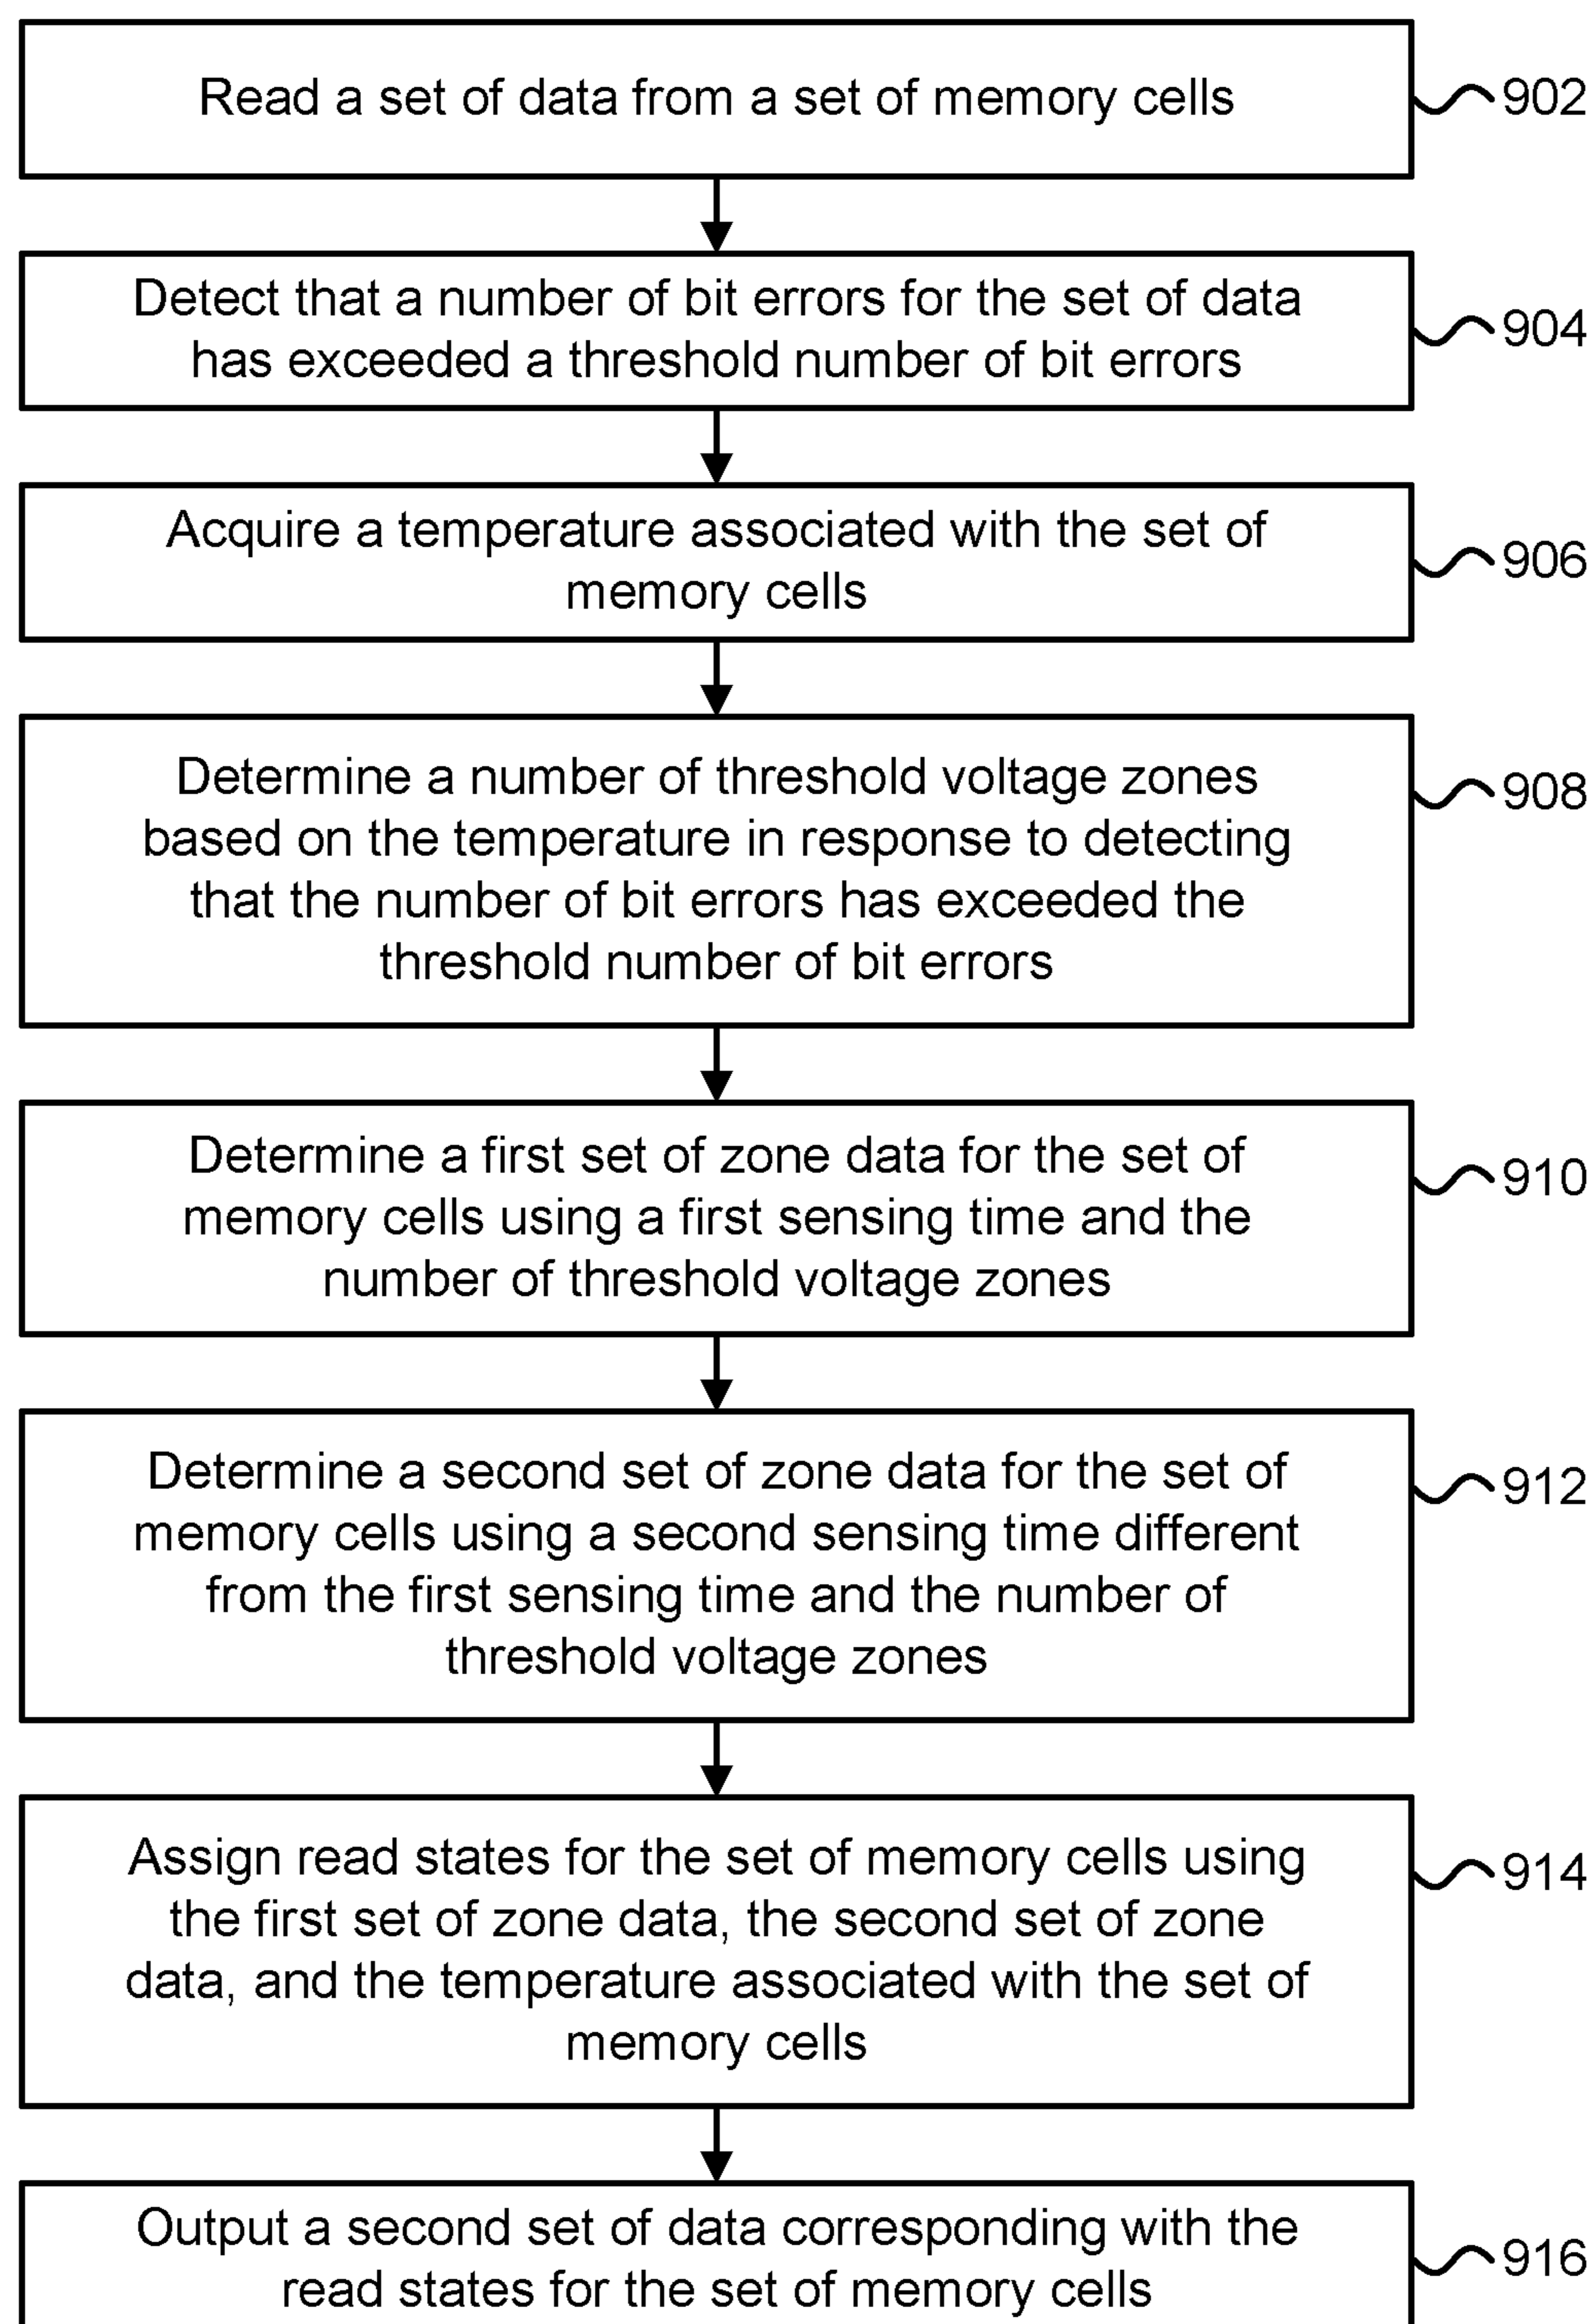 Read a set of data from a set of memory cells
902
Detect that a number of bit errors for the set of data
has exceeded a threshold number of bit errors
904
Acquire a temperature associated with the set of
memory cells
906
Determine a number of threshold voltage zones
based on the temperature in response to detecting
that the number of bit errors has exceeded the
threshold number of bit errors
908
Determine a first set of zone data for the set of
memory cells using a first sensing time and the
number of threshold voltage zones
910
Determine a second set of zone data for the set of
memory cells using a second sensing time different
from the first sensing time and the number of
threshold voltage zones
912
Assign read states for the set of memory cells using
the first set of zone data, the second set of zone
data, and the temperature associated with the set of
memory cells
914
Output a second set of data corresponding with the
read states for the set of memory cells
916